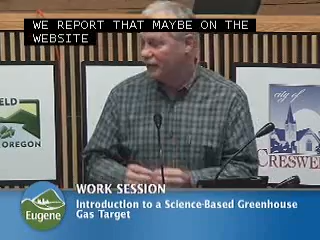 WE REPORT THAT MAYBE ON THE
WEBSITE
ELD
OREGON
city of
CRESWEL
WORK SESSION
Introduction to a Science-Based Greenhouse
Gas Target
Eugene